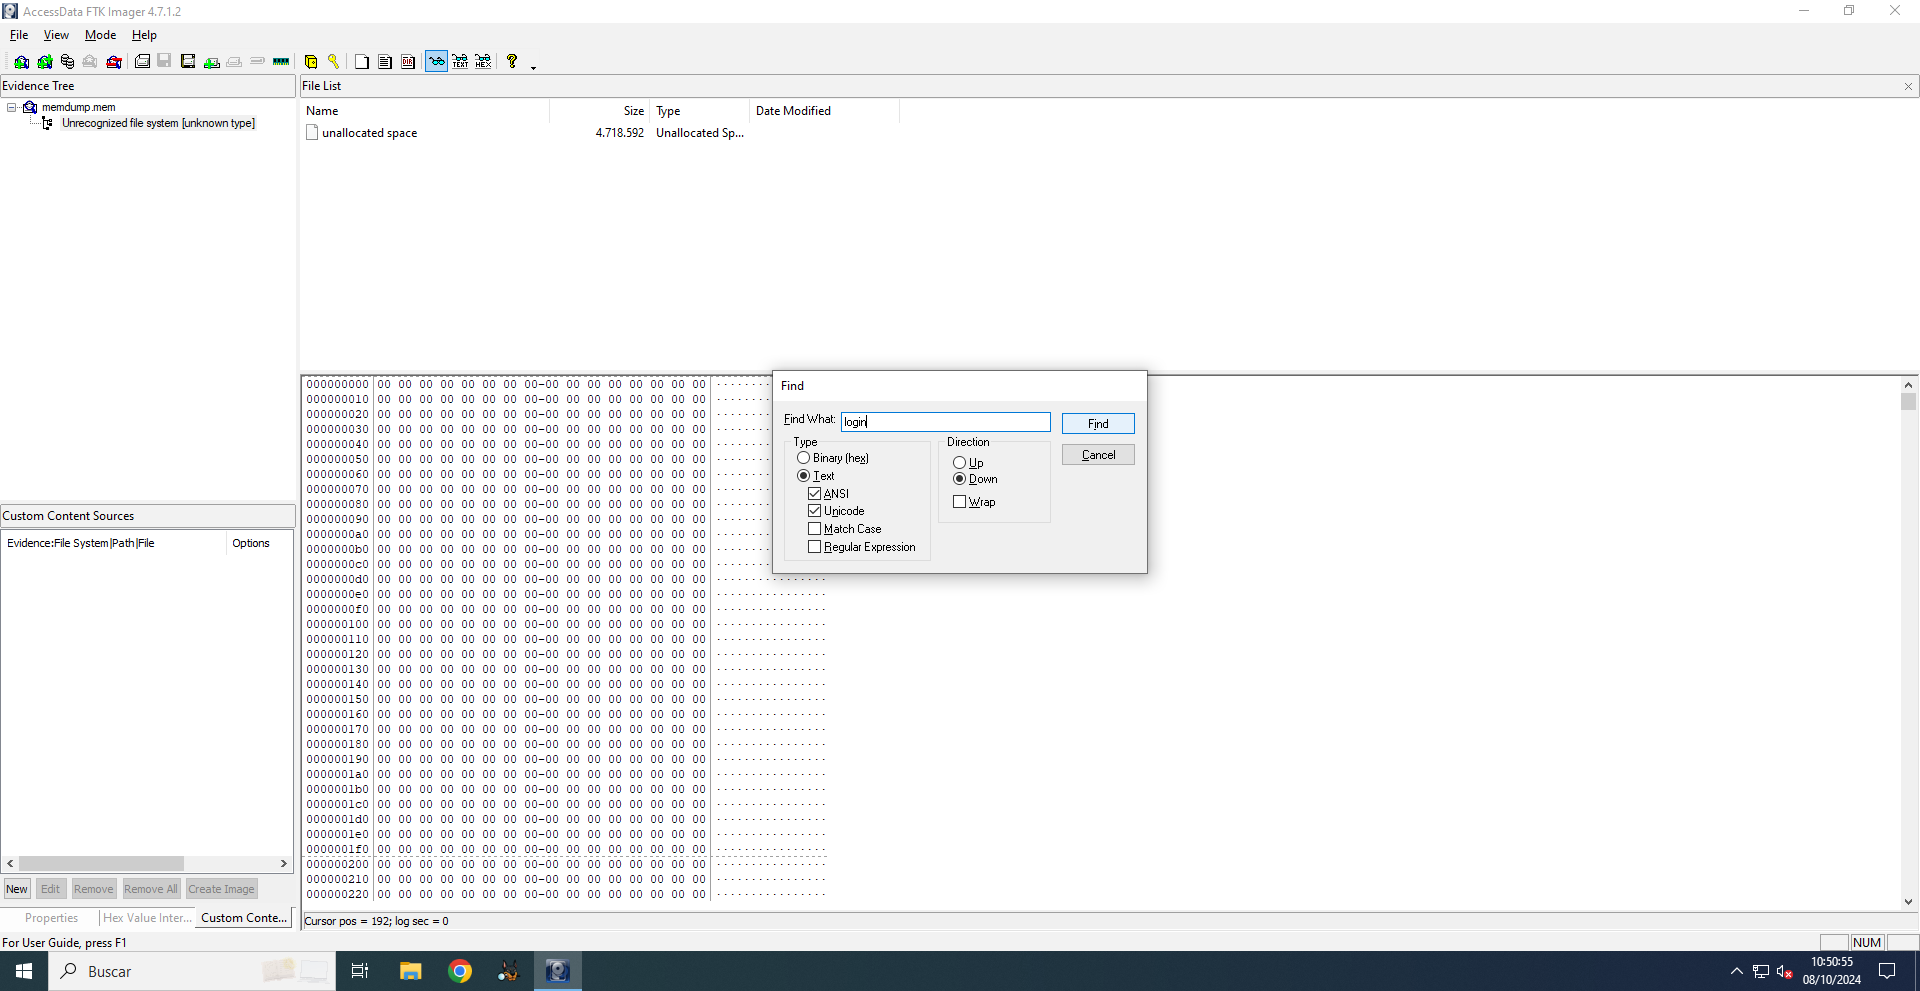 AccessData FTK Imager 4.7.1.2
File View Mode Help
TEXT HEX ?
Evidence Tree
memdump.mem
Unrecognized file system [unknown type]
File List
Name Size Type Date Modified
unallocated space 4.718.592 Unallocated Sp...
Custom Content Sources
Evidence:File System|Path|File Options
New Edit Remove Remove All Create Image
Properties Hex Value Inter... Custom Conte...
000000000 00 00 00 00 00 00 00 00-00 00 00 00 00 00 00 00
000000010 00 00 00 00 00 00 00 00-00 00 00 00 00 00 00 00
000000020 00 00 00 00 00 00 00 00-00 00 00 00 00 00 00 00
000000030 00 00 00 00 00 00 00 00-00 00 00 00 00 00 00 00
000000040 00 00 00 00 00 00 00 00-00 00 00 00 00 00 00 00
000000050 00 00 00 00 00 00 00 00-00 00 00 00 00 00 00 00
000000060 00 00 00 00 00 00 00 00-00 00 00 00 00 00 00 00
000000070 00 00 00 00 00 00 00 00-00 00 00 00 00 00 00 00
000000080 00 00 00 00 00 00 00 00-00 00 00 00 00 00 00 00
000000090 00 00 00 00 00 00 00 00-00 00 00 00 00 00 00 00
0000000a0 00 00 00 00 00 00 00 00-00 00 00 00 00 00 00 00
0000000b0 00 00 00 00 00 00 00 00-00 00 00 00 00 00 00 00
0000000c0 00 00 00 00 00 00 00 00-00 00 00 00 00 00 00 00
0000000d0 00 00 00 00 00 00 00 00-00 00 00 00 00 00 00 00
0000000e0 00 00 00 00 00 00 00 00-00 00 00 00 00 00 00 00
0000000f0 00 00 00 00 00 00 00 00-00 00 00 00 00 00 00 00
000000100 00 00 00 00 00 00 00 00-00 00 00 00 00 00 00 00
000000110 00 00 00 00 00 00 00 00-00 00 00 00 00 00 00 00
000000120 00 00 00 00 00 00 00 00-00 00 00 00 00 00 00 00
000000130 00 00 00 00 00 00 00 00-00 00 00 00 00 00 00 00
000000140 00 00 00 00 00 00 00 00-00 00 00 00 00 00 00 00
000000150 00 00 00 00 00 00 00 00-00 00 00 00 00 00 00 00
000000160 00 00 00 00 00 00 00 00-00 00 00 00 00 00 00 00
000000170 00 00 00 00 00 00 00 00-00 00 00 00 00 00 00 00
000000180 00 00 00 00 00 00 00 00-00 00 00 00 00 00 00 00
000000190 00 00 00 00 00 00 00 00-00 00 00 00 00 00 00 00
0000001a0 00 00 00 00 00 00 00 00-00 00 00 00 00 00 00 00
0000001b0 00 00 00 00 00 00 00 00-00 00 00 00 00 00 00 00
0000001c0 00 00 00 00 00 00 00 00-00 00 00 00 00 00 00 00
0000001d0 00 00 00 00 00 00 00 00-00 00 00 00 00 00 00 00
0000001e0 00 00 00 00 00 00 00 00-00 00 00 00 00 00 00 00
0000001f0 00 00 00 00 00 00 00 00-00 00 00 00 00 00 00 00
000000200 00 00 00 00 00 00 00 00-00 00 00 00 00 00 00 00
000000210 00 00 00 00 00 00 00 00-00 00 00 00 00 00 00 00
000000220 00 00 00 00 00 00 00 00-00 00 00 00 00 00 00 00
Cursor pos = 192; log sec = 0
Find
Find What: login Find
Type Direction Cancel
Binary (hex) Up
Text Down
ANSI Wrap
Unicode
Match Case
Regular Expression
For User Guide, press F1 NUM
Buscar
10:50:55
08/10/2024